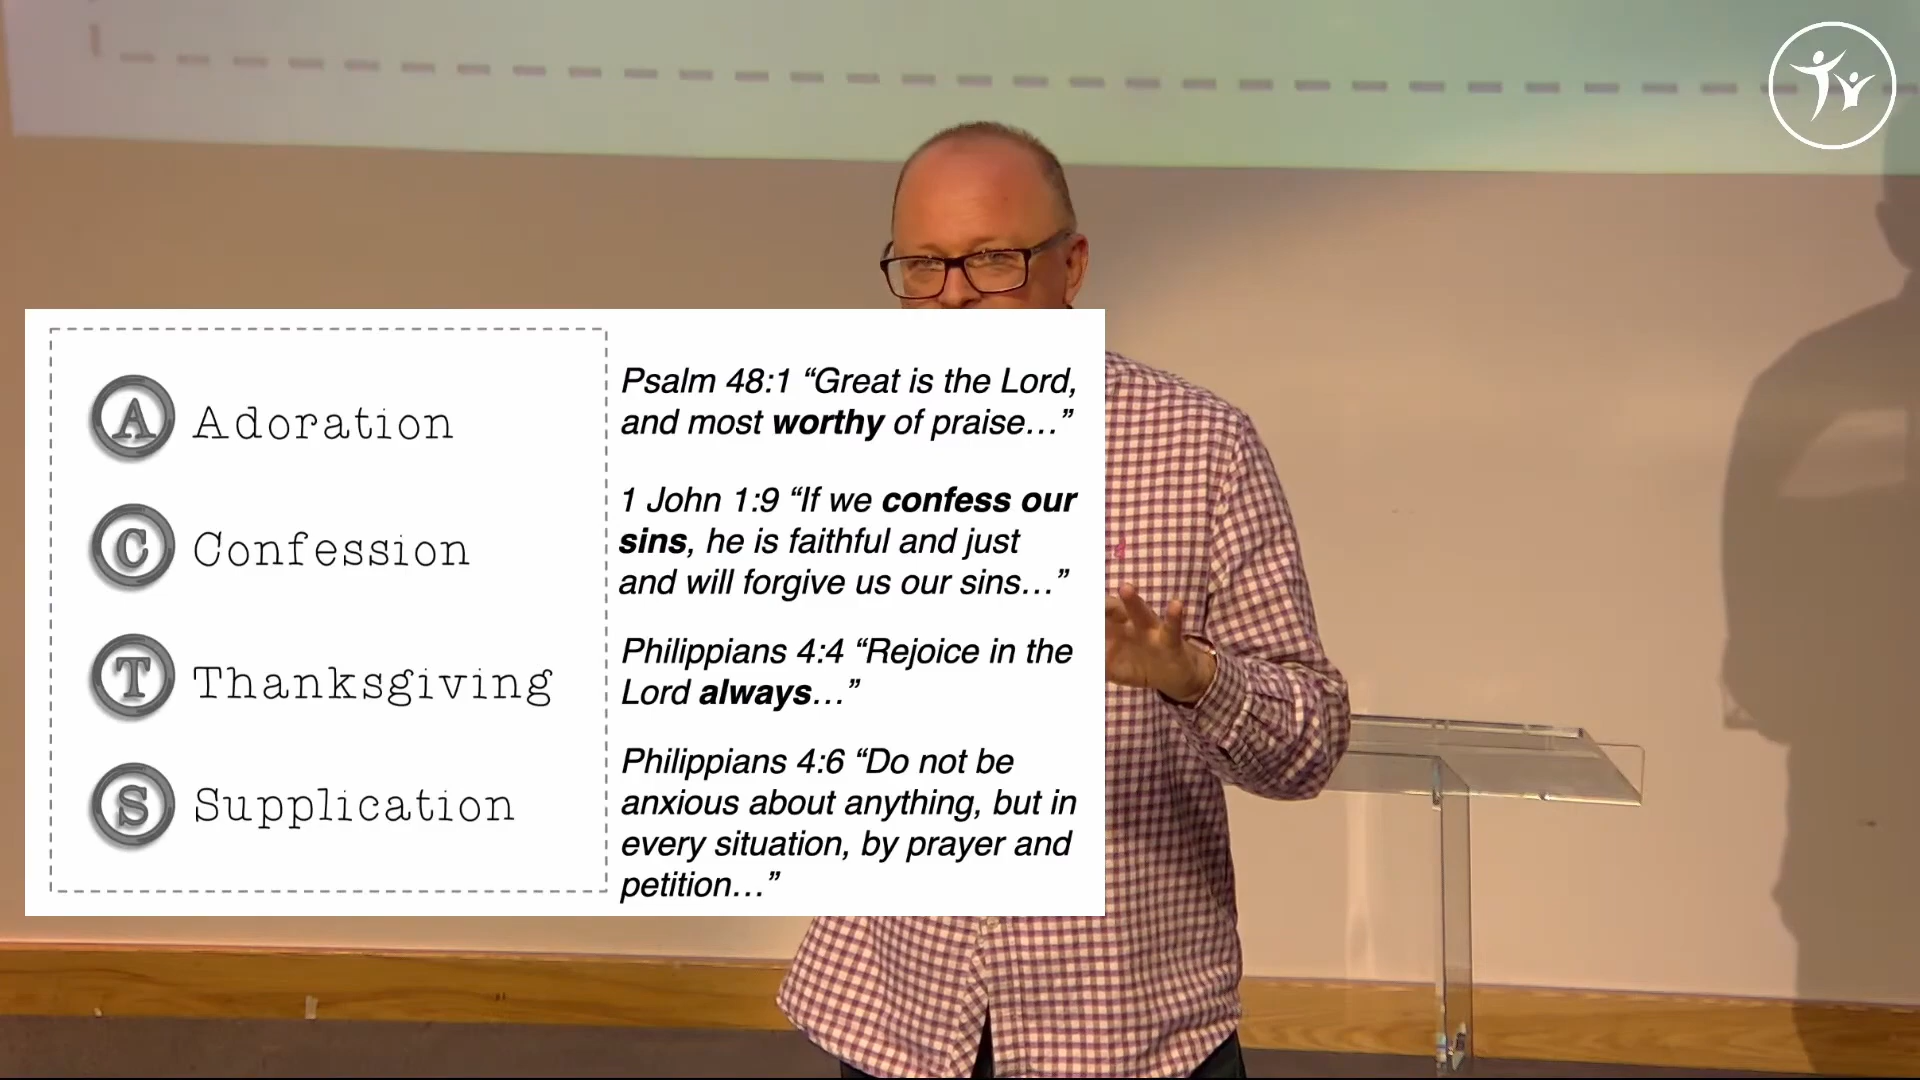 A Adoration
C Confession
T Thanksgiving
S Supplication
Psalm 48:1 “Great is the Lord,
and most worthy of praise…”
1 John 1:9 “If we confess our
sins, he is faithful and just
and will forgive us our sins…”
Philippians 4:4 “Rejoice in the
Lord always…”
Philippians 4:6 “Do not be
anxious about anything, but in
every situation, by prayer and
petition…”